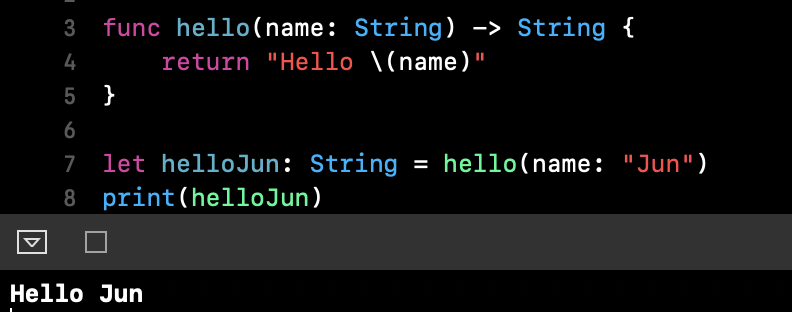 3 func hello(name: String) -> String {
4     return "Hello \(name)"
5 }
6
7 let helloJun: String = hello(name: "Jun")
8 print(helloJun)
Hello Jun